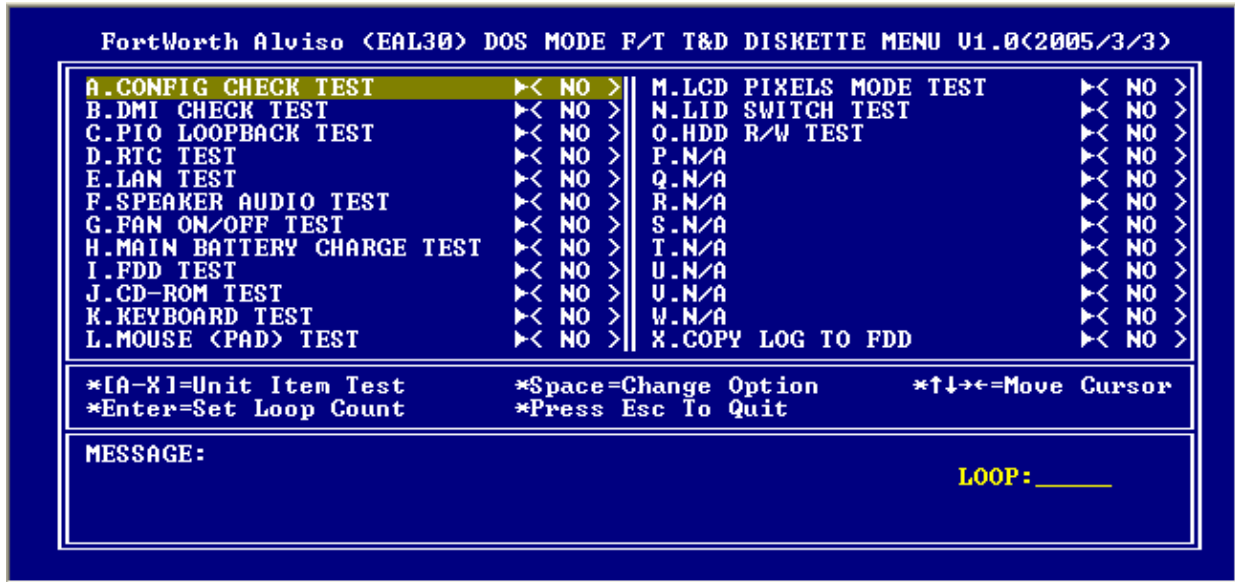 FortWorth Alviso (EAL30) DOS MODE F/T T&D DISKETTE MENU V1.0(2005/3/3)
A.CONFIG CHECK TEST ►< NO >
B.DMI CHECK TEST ►< NO >
C.PIO LOOPBACK TEST ►< NO >
D.RTC TEST ►< NO >
E.LAN TEST ►< NO >
F.SPEAKER AUDIO TEST ►< NO >
G.FAN ON/OFF TEST ►< NO >
H.MAIN BATTERY CHARGE TEST ►< NO >
I.FDD TEST ►< NO >
J.CD-ROM TEST ►< NO >
K.KEYBOARD TEST ►< NO >
L.MOUSE (PAD) TEST ►< NO >
M.LCD PIXELS MODE TEST ►< NO >
N.LID SWITCH TEST ►< NO >
O.HDD R/W TEST ►< NO >
P.N/A ►< NO >
Q.N/A ►< NO >
R.N/A ►< NO >
S.N/A ►< NO >
T.N/A ►< NO >
U.N/A ►< NO >
V.N/A ►< NO >
W.N/A ►< NO >
X.COPY LOG TO FDD ►< NO >
*[A-X]=Unit Item Test *Space=Change Option *↑↓→←=Move Cursor
*Enter=Set Loop Count *Press Esc To Quit
MESSAGE:
LOOP:______